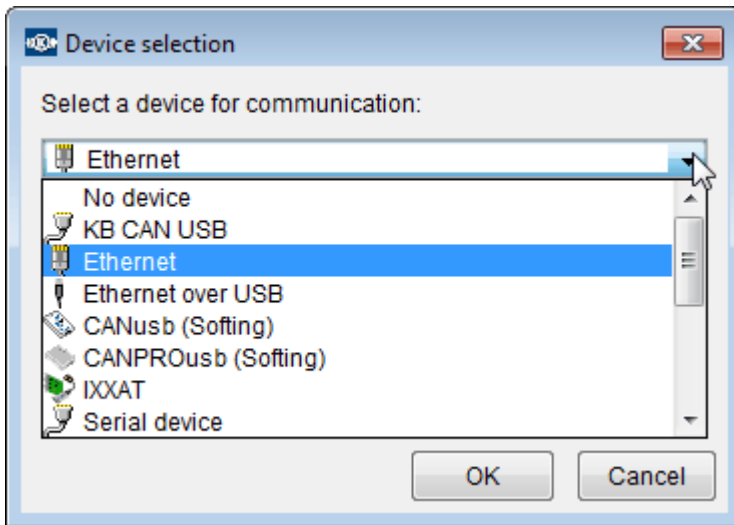 Device selection
Select a device for communication:
Ethernet
No device
KB CAN USB
Ethernet
Ethernet over USB
CANusb (Softing)
CANPROusb (Softing)
IXXAT
Serial device
OK Cancel